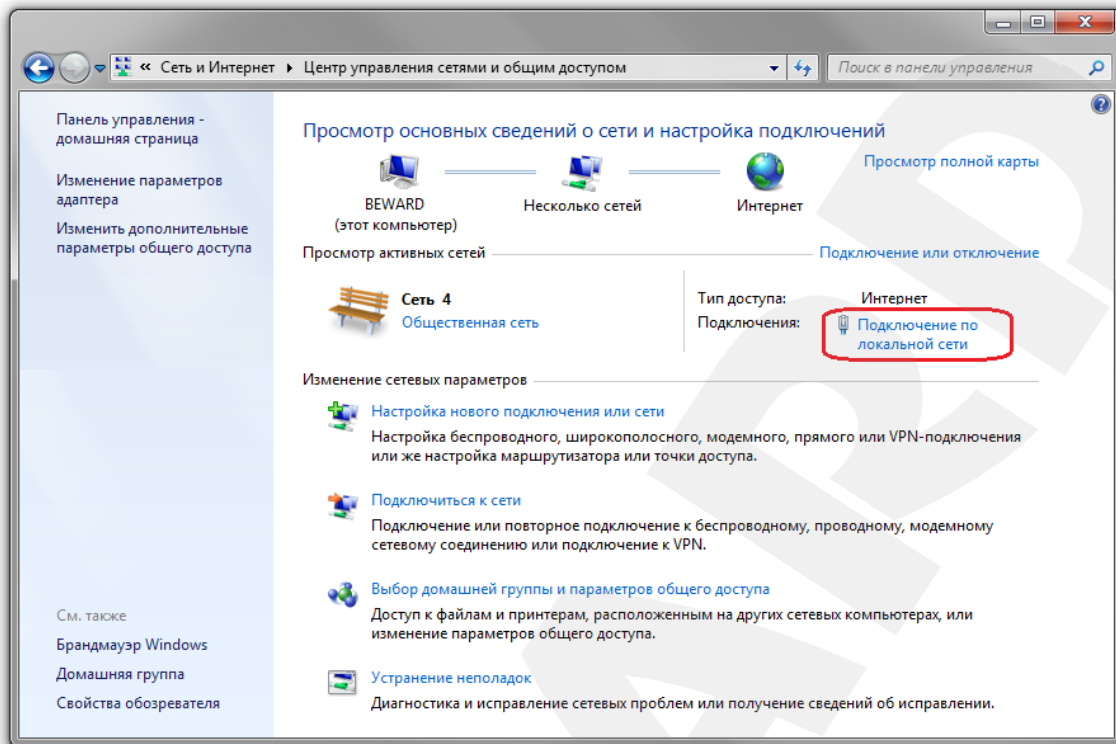 « Сеть и Интернет ▸ Центр управления сетями и общим доступом
Поиск в панели управления
Панель управления -
домашняя страница
Изменение параметров
адаптера
Изменить дополнительные
параметры общего доступа
См. также
Брандмауэр Windows
Домашняя группа
Свойства обозревателя
Просмотр основных сведений о сети и настройка подключений
Просмотр полной карты
BEWARD
(этот компьютер)
Несколько сетей
Интернет
Просмотр активных сетей
Подключение или отключение
Сеть 4
Общественная сеть
Тип доступа: Интернет
Подключения: Подключение по
локальной сети
Изменение сетевых параметров
Настройка нового подключения или сети
Настройка беспроводного, широкополосного, модемного, прямого или VPN-подключения
или же настройка маршрутизатора или точки доступа.
Подключиться к сети
Подключение или повторное подключение к беспроводному, проводному, модемному
сетевому соединению или подключение к VPN.
Выбор домашней группы и параметров общего доступа
Доступ к файлам и принтерам, расположенным на других сетевых компьютерах, или
изменение параметров общего доступа.
Устранение неполадок
Диагностика и исправление сетевых проблем или получение сведений об исправлении.